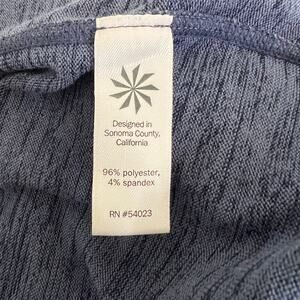 Designed in
Sonoma County,
California
96% polyester,
4% spandex
RN #54023